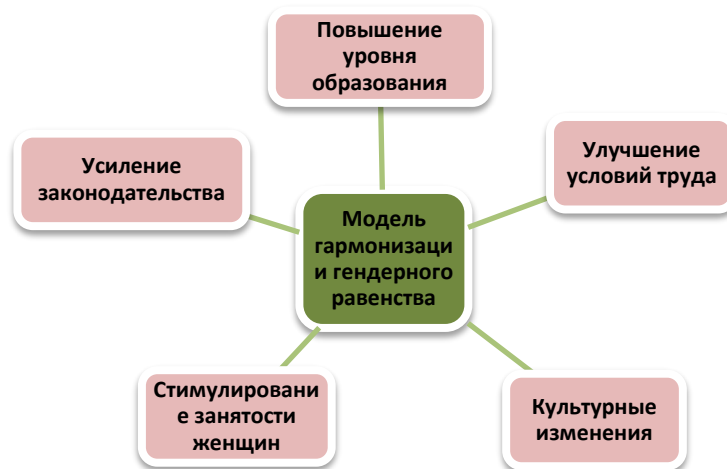 Повышение
уровня
образования
Усиление
законодательства
Улучшение
условий труда
Модель
гармонизаци
и гендерного
равенства
Стимулировани
е занятости
женщин
Культурные
изменения